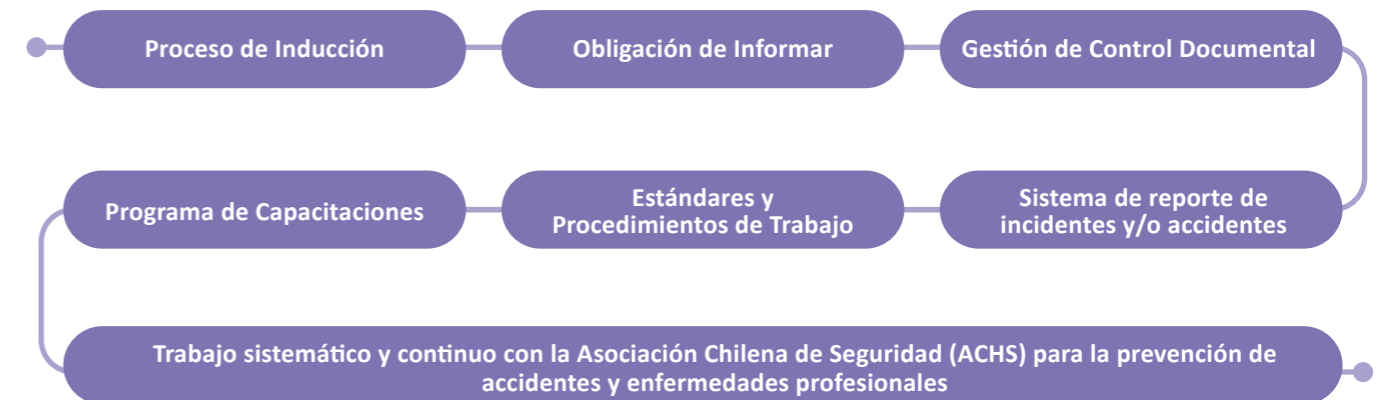 Proceso de Inducción
Obligación de Informar
Gestión de Control Documental
Sistema de reporte de
incidentes y/o accidentes
Estándares y
Procedimientos de Trabajo
Programa de Capacitaciones
Trabajo sistemático y continuo con la Asociación Chilena de Seguridad (ACHS) para la prevención de
accidentes y enfermedades profesionales